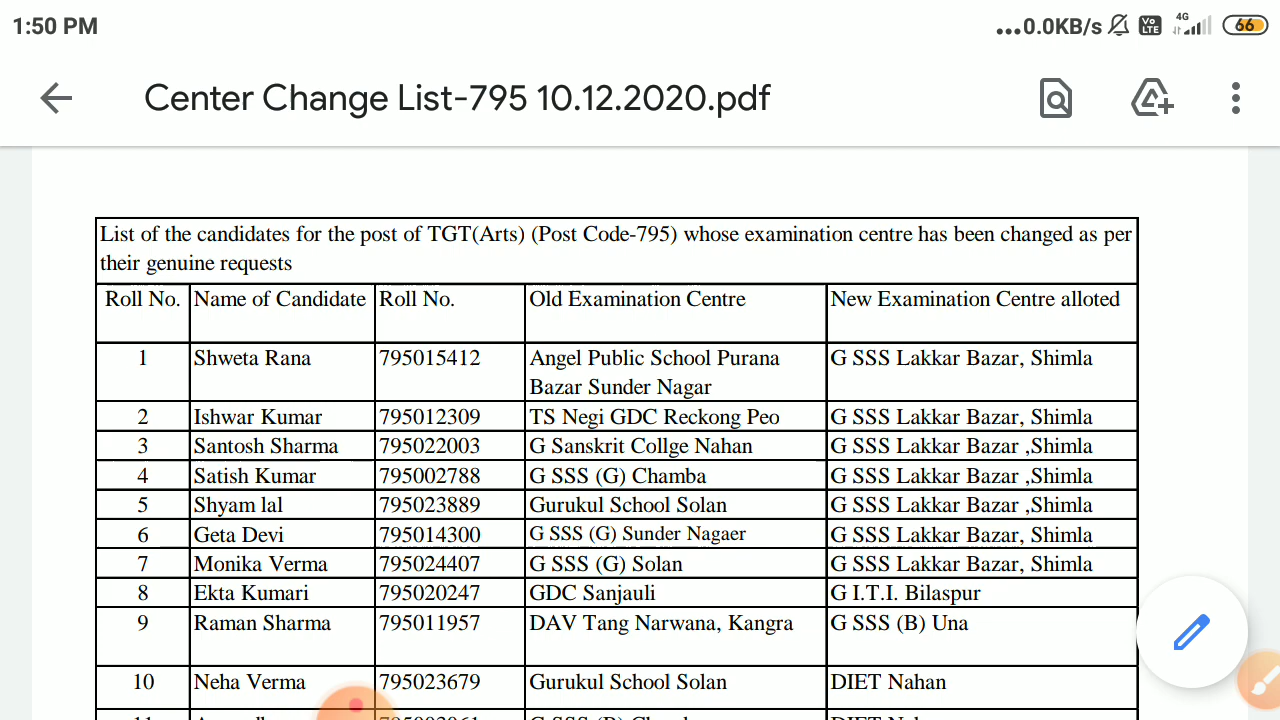 1:50 PM
...0.0KB/s Vo LTE 4G 66
Center Change List-795 10.12.2020.pdf
List of the candidates for the post of TGT(Arts) (Post Code-795) whose examination centre has been changed as per
their genuine requests
Roll No. Name of Candidate Roll No. Old Examination Centre New Examination Centre alloted
1 Shweta Rana 795015412 Angel Public School Purana G SSS Lakkar Bazar, Shimla
Bazar Sunder Nagar
2 Ishwar Kumar 795012309 TS Negi GDC Reckong Peo G SSS Lakkar Bazar, Shimla
3 Santosh Sharma 795022003 G Sanskrit Collge Nahan G SSS Lakkar Bazar ,Shimla
4 Satish Kumar 795002788 G SSS (G) Chamba G SSS Lakkar Bazar ,Shimla
5 Shyam lal 795023889 Gurukul School Solan G SSS Lakkar Bazar ,Shimla
6 Geta Devi 795014300 G SSS (G) Sunder Nagaer G SSS Lakkar Bazar, Shimla
7 Monika Verma 795024407 G SSS (G) Solan G SSS Lakkar Bazar, Shimla
8 Ekta Kumari 795020247 GDC Sanjauli G I.T.I. Bilaspur
9 Raman Sharma 795011957 DAV Tang Narwana, Kangra G SSS (B) Una
10 Neha Verma 795023679 Gurukul School Solan DIET Nahan